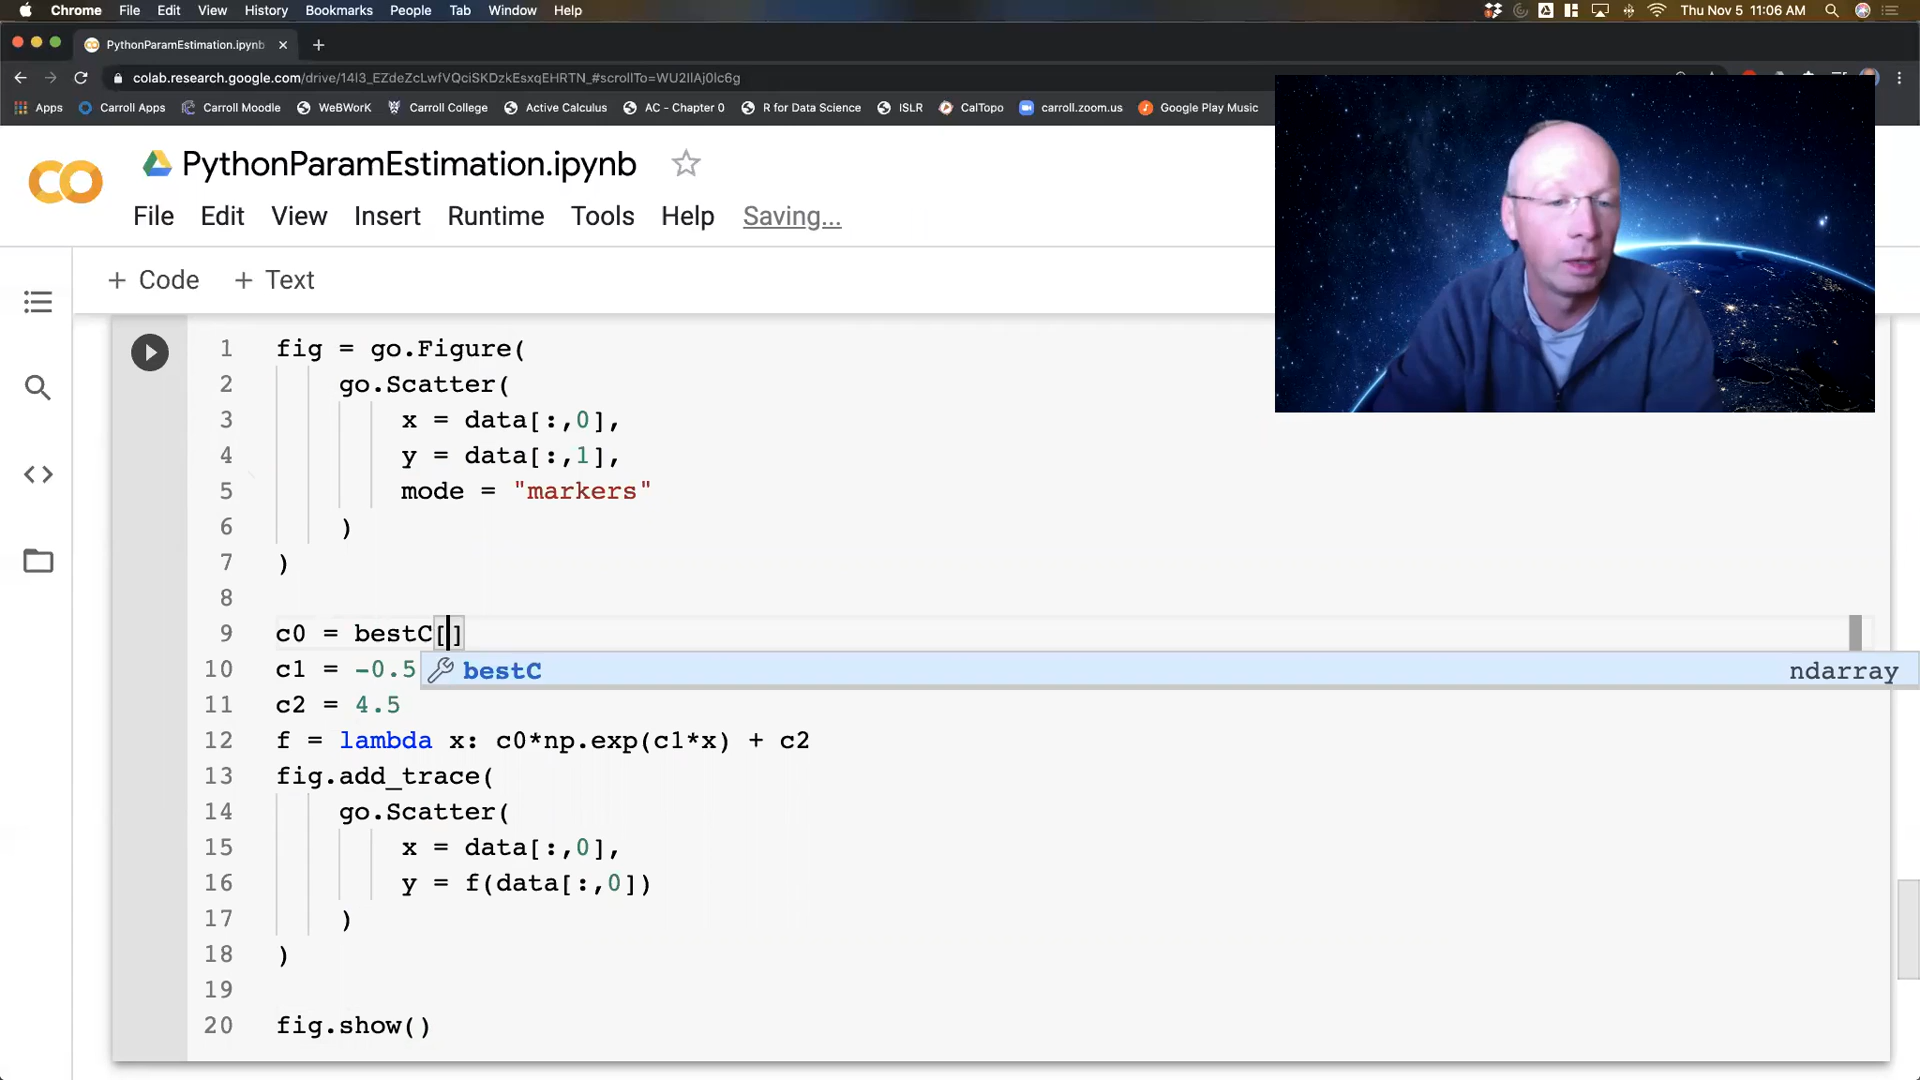 Chrome File Edit View History Bookmarks People Tab Window Help Thu Nov 5 11:06 AM
PythonParamEstimation.ipynb
colab.research.google.com/drive/14I3_EZdeZcLwfVQciSKDzkEsxqEHRTN_#scrollTo=WU2IlAj0lc6g
Apps Carroll Apps Carroll Moodle WeBWorK Carroll College Active Calculus AC - Chapter 0 R for Data Science ISLR CalTopo carroll.zoom.us Google Play Music
PythonParamEstimation.ipynb
File Edit View Insert Runtime Tools Help Saving...
+ Code + Text
1 fig = go.Figure(
2 go.Scatter(
3 x = data[:,0],
4 y = data[:,1],
5 mode = "markers"
6 )
7 )
8
9 c0 = bestC[]
10 c1 = -0.5 bestC ndarray
11 c2 = 4.5
12 f = lambda x: c0*np.exp(c1*x) + c2
13 fig.add_trace(
14 go.Scatter(
15 x = data[:,0],
16 y = f(data[:,0])
17 )
18 )
19
20 fig.show()